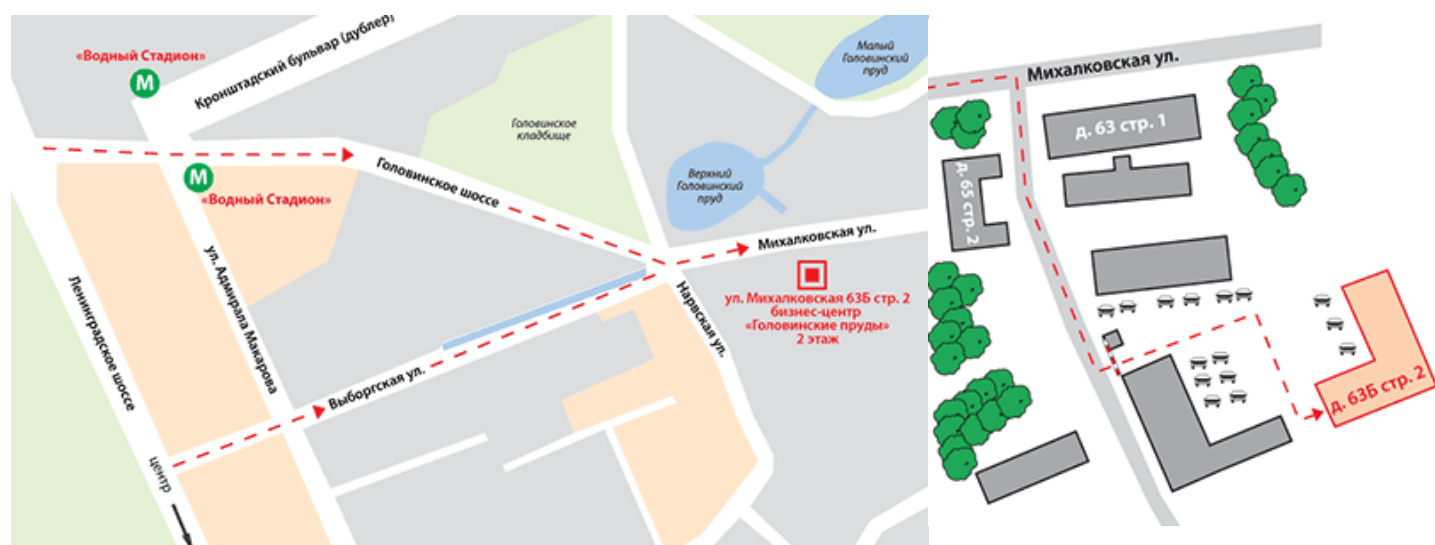 «Водный Стадион»
М
Кронштадский бульвар (дублер)
Малый
Головинский
пруд
Головинское
кладбище
Верхний
Головинский
пруд
М
«Водный Стадион»
Головинское шоссе
Михалковская ул.
ул. Михалковская 63Б стр. 2
бизнес-центр
«Головинские пруды»
2 этаж
Ленинградское шоссе
ул. Адмирала Макарова
Нарвская ул.
Выборгская ул.
центр
Михалковская ул.
д. 63 стр. 1
д. 65 стр. 2
д. 63Б стр. 2